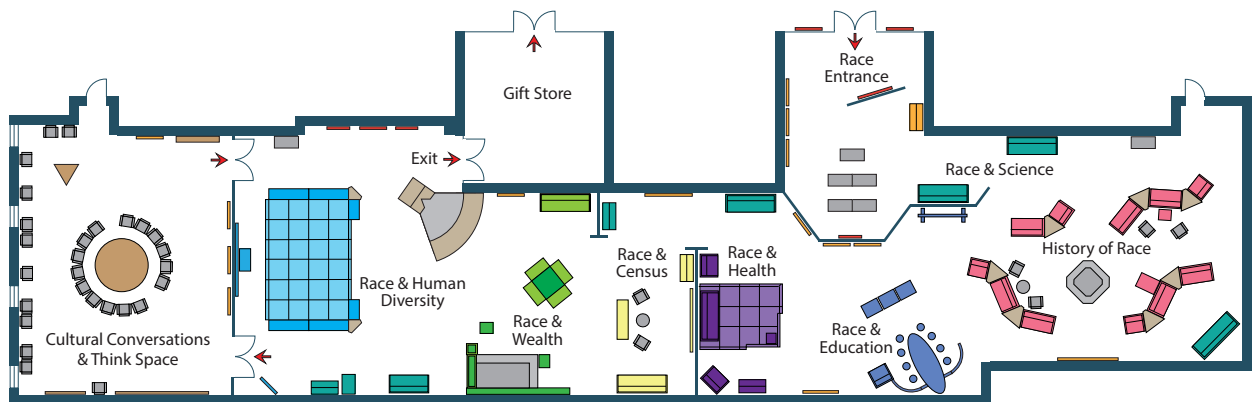 Race
Entrance
Gift Store
Exit
Race & Science
History of Race
Race &
Census
Race &
Health
Race & Human
Diversity
Race &
Wealth
Race &
Education
Cultural Conversations
& Think Space